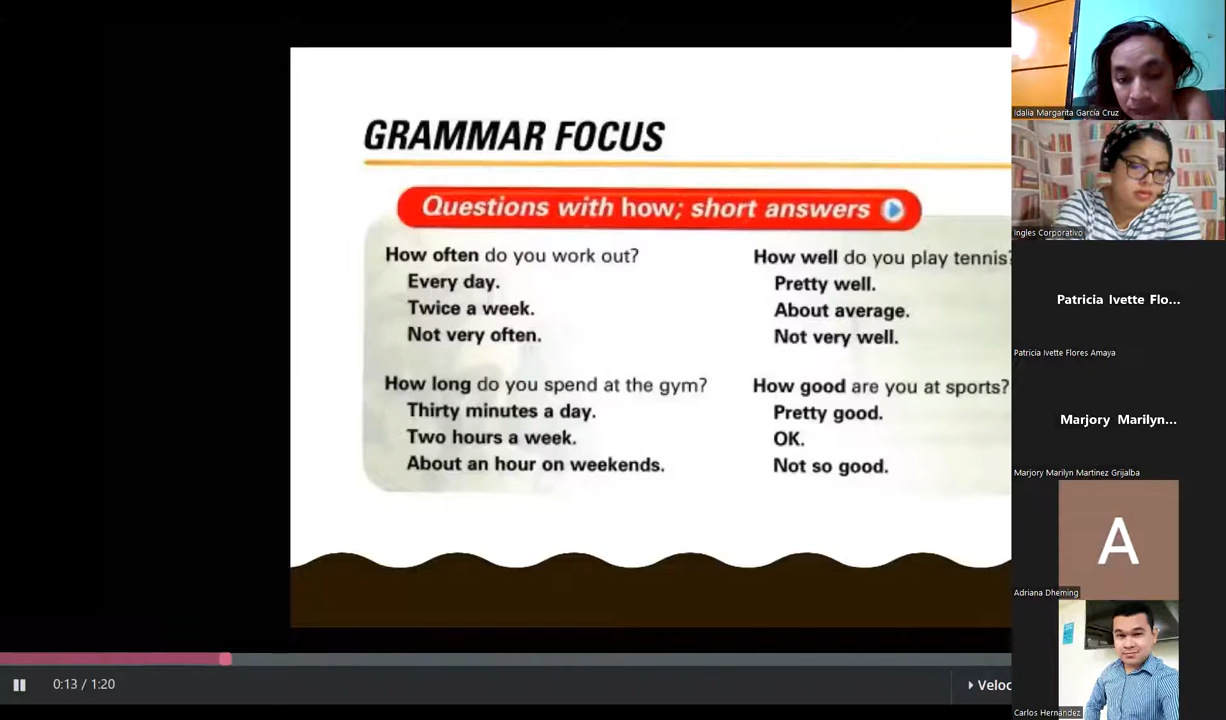 GRAMMAR FOCUS
Questions with how; short answers
How often do you work out?
Every day.
Twice a week.
Not very often.
How long do you spend at the gym?
Thirty minutes a day.
Two hours a week.
About an hour on weekends.
How well do you play tennis?
Pretty well.
About average.
Not very well.
How good are you at sports?
Pretty good.
OK.
Not so good.
0:13 / 1:20
Veloc
Idalia Margarita García Cruz
Ingles Corporativo
Patricia Ivette Flo...
Patricia Ivette Flores Amaya
Marjory Marilyn...
Marjory Marilyn Martinez Grijalba
A
Adriana Dheming
Carlos Hernández